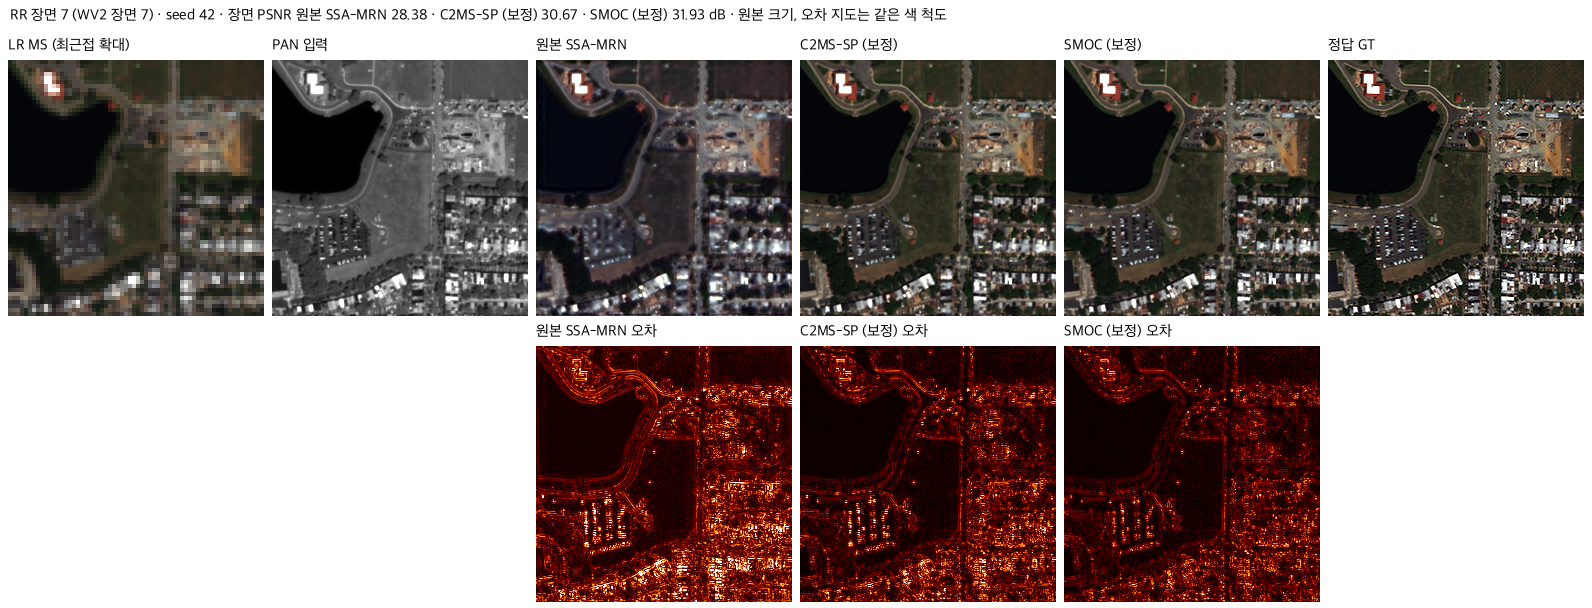 RR 장면 7 (WV2 장면 7) · seed 42 · 장면 PSNR 원본 SSA-MRN 28.38 · C2MS-SP (보정) 30.67 · SMOC (보정) 31.93 dB · 원본 크기, 오차 지도는 같은 색 척도
LR MS (최근접 확대)
PAN 입력
원본 SSA-MRN
C2MS-SP (보정)
SMOC (보정)
정답 GT
원본 SSA-MRN 오차
C2MS-SP (보정) 오차
SMOC (보정) 오차